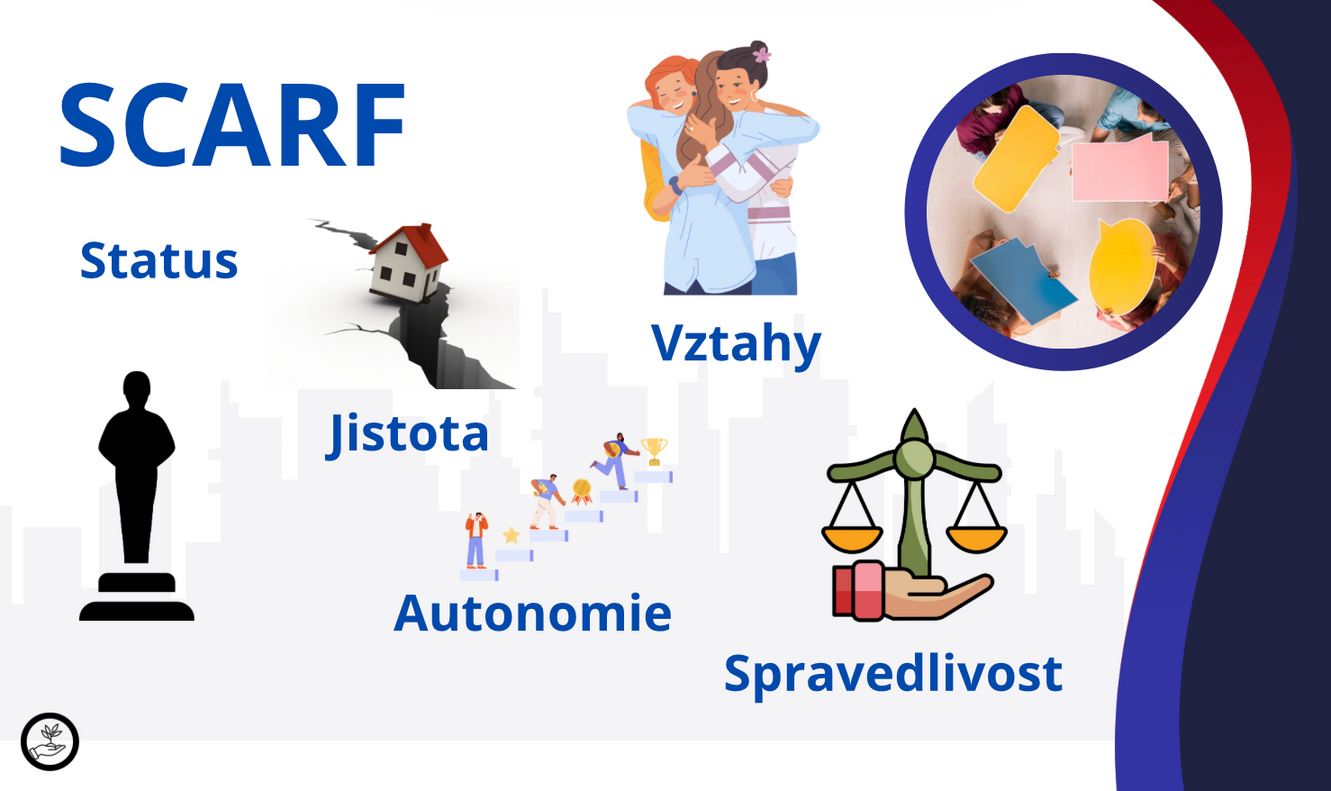 SCARF
Status
Jistota
Autonomie
Vztahy
Spravedlivost